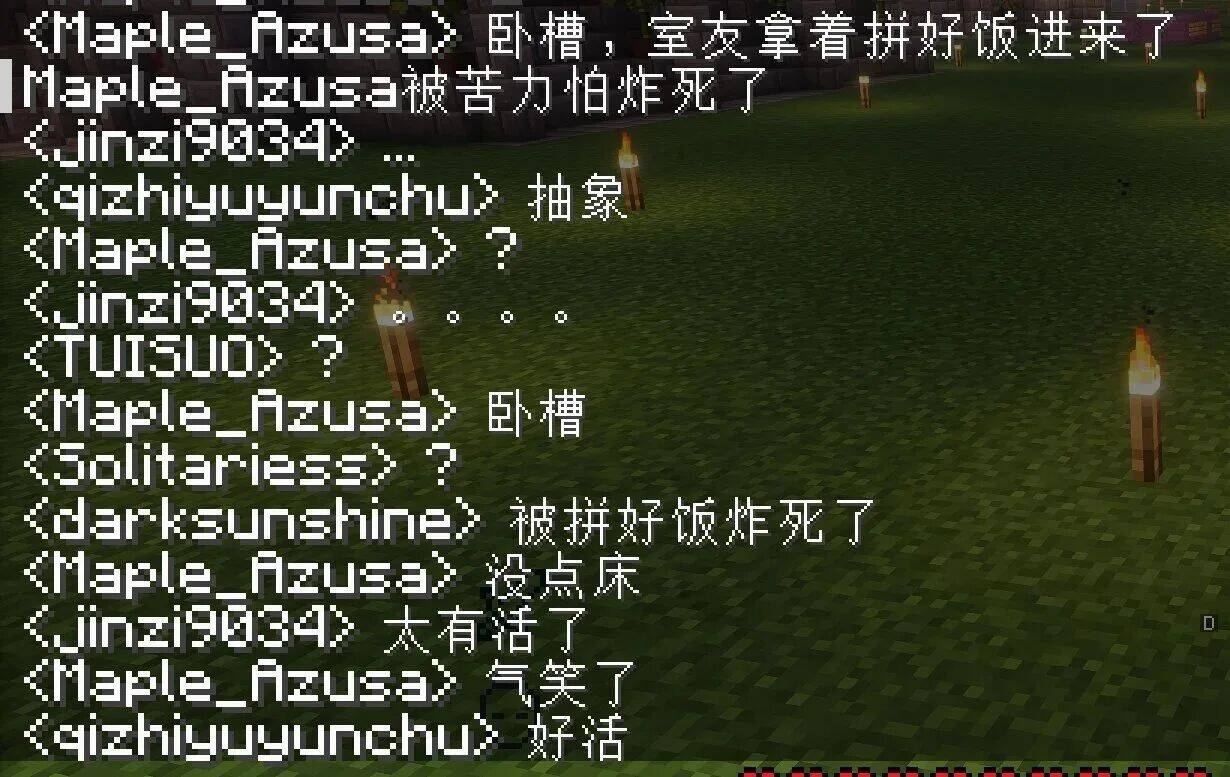 <Maple_Azusa> 卧槽，室友拿着拼好饭进来了
Maple_Azusa被苦力怕炸死了
<jinzi9034> ...
<qizhiyuyunchu> 抽象
<Maple_Azusa> ?
<jinzi9034> 。。。。
<TUISUO> ?
<Maple_Azusa> 卧槽
<Solitariess> ?
<darksunshine> 被拼好饭炸死了
<Maple_Azusa> 没点床
<jinzi9034> 太有活了
<Maple_Azusa> 气笑了
<qizhiyuyunchu> 好活
D